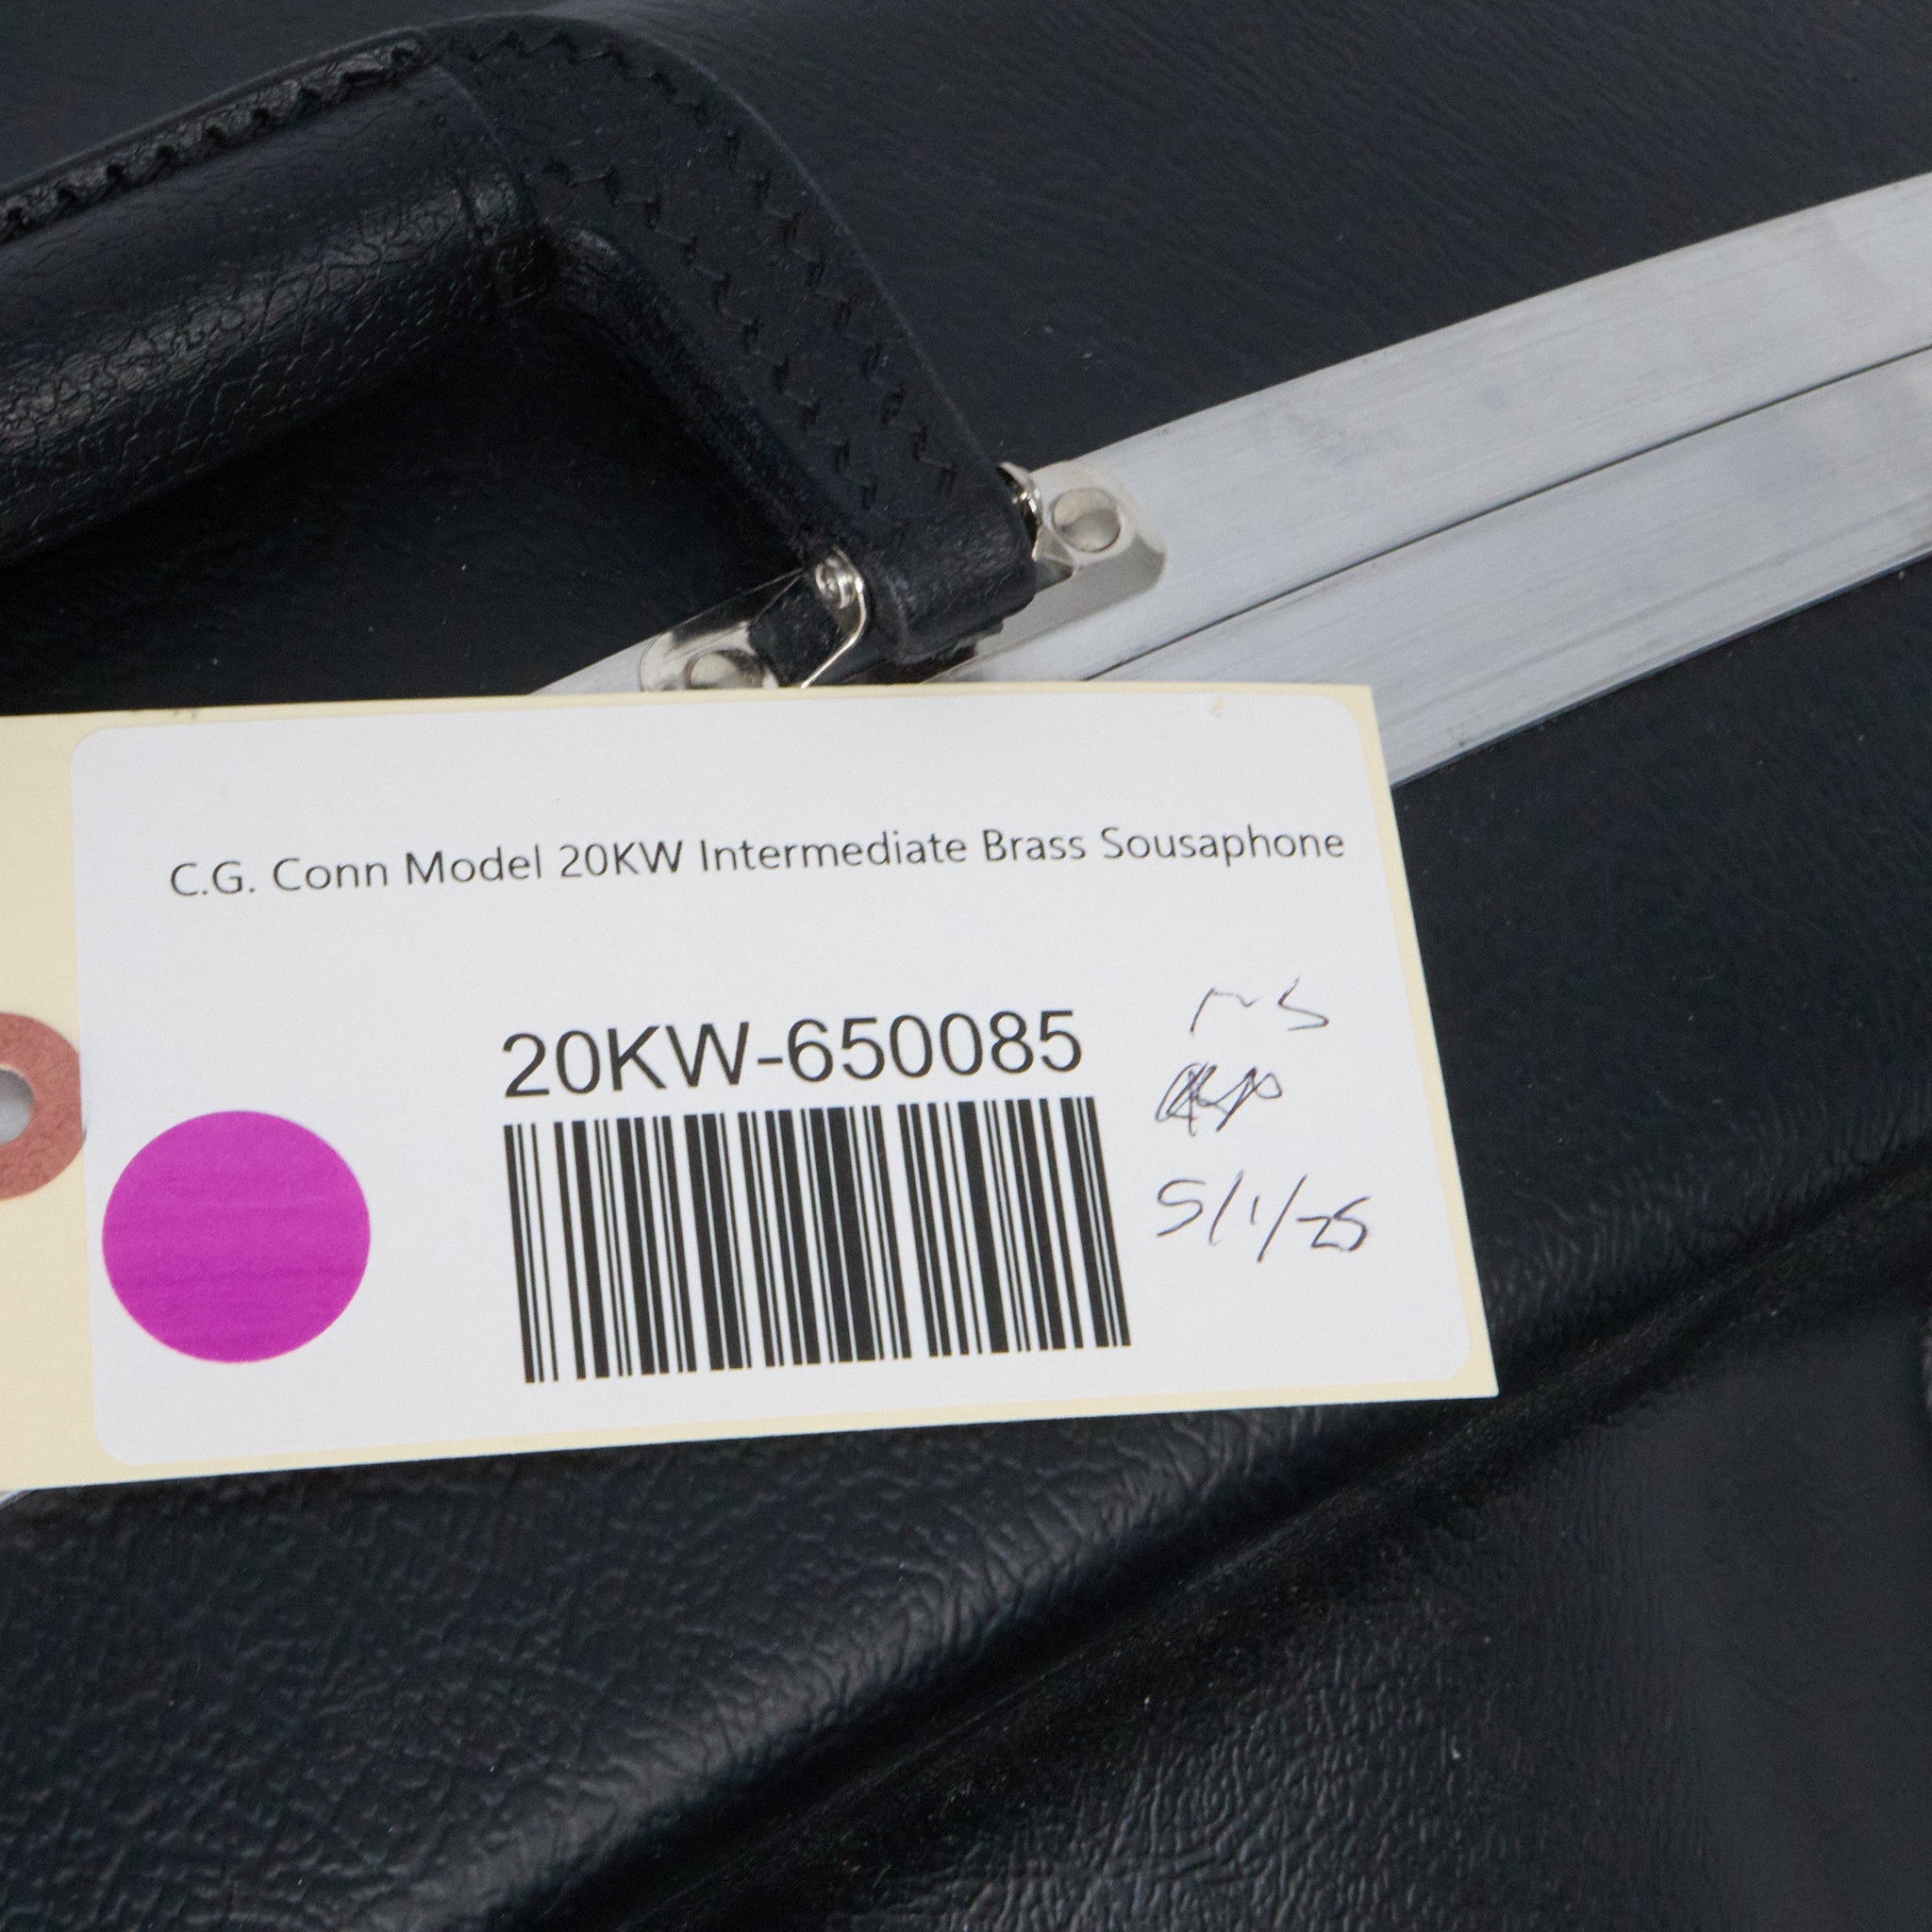 C.G. Conn Model 20KW Intermediate Brass Sousaphone
20KW-650085
5/1/25